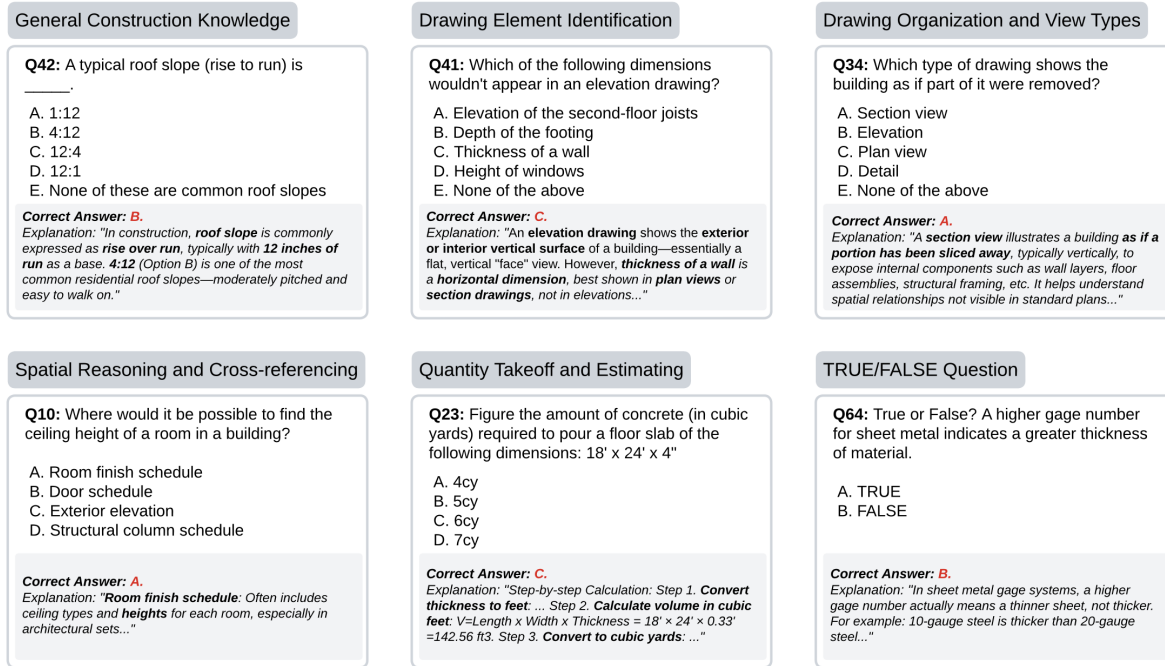 General Construction Knowledge
Q42: A typical roof slope (rise to run) is
_____.
A. 1:12
B. 4:12
C. 12:4
D. 12:1
E. None of these are common roof slopes
Correct Answer: B.
Explanation: "In construction, roof slope is commonly
expressed as rise over run, typically with 12 inches of
run as a base. 4:12 (Option B) is one of the most
common residential roof slopes—moderately pitched and
easy to walk on."
Drawing Element Identification
Q41: Which of the following dimensions
wouldn't appear in an elevation drawing?
A. Elevation of the second-floor joists
B. Depth of the footing
C. Thickness of a wall
D. Height of windows
E. None of the above
Correct Answer: C.
Explanation: "An elevation drawing shows the exterior
or interior vertical surface of a building—essentially a
flat, vertical "face" view. However, thickness of a wall is
a horizontal dimension, best shown in plan views or
section drawings, not in elevations..."
Drawing Organization and View Types
Q34: Which type of drawing shows the
building as if part of it were removed?
A. Section view
B. Elevation
C. Plan view
D. Detail
E. None of the above
Correct Answer: A.
Explanation: "A section view illustrates a building as if a
portion has been sliced away, typically vertically, to
expose internal components such as wall layers, floor
assemblies, structural framing, etc. It helps understand
spatial relationships not visible in standard plans..."
Spatial Reasoning and Cross-referencing
Q10: Where would it be possible to find the
ceiling height of a room in a building?
A. Room finish schedule
B. Door schedule
C. Exterior elevation
D. Structural column schedule
Correct Answer: A.
Explanation: "Room finish schedule: Often includes
ceiling types and heights for each room, especially in
architectural sets..."
Quantity Takeoff and Estimating
Q23: Figure the amount of concrete (in cubic
yards) required to pour a floor slab of the
following dimensions: 18' x 24' x 4"
A. 4cy
B. 5cy
C. 6cy
D. 7cy
Correct Answer: C.
Explanation: "Step-by-step Calculation: Step 1. Convert
thickness to feet: ... Step 2. Calculate volume in cubic
feet: V=Length x Width x Thickness = 18' × 24' × 0.33'
=142.56 ft3. Step 3. Convert to cubic yards: ..."
TRUE/FALSE Question
Q64: True or False? A higher gage number
for sheet metal indicates a greater thickness
of material.
A. TRUE
B. FALSE
Correct Answer: B.
Explanation: "In sheet metal gage systems, a higher
gage number actually means a thinner sheet, not thicker.
For example: 10-gauge steel is thicker than 20-gauge
steel..."